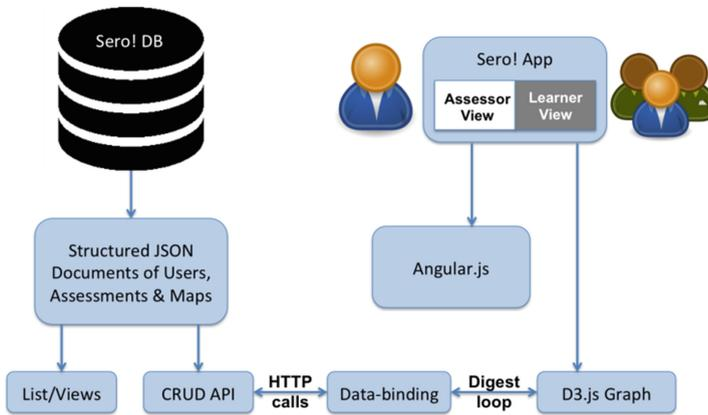 Sero! DB
Sero! App
Assessor
View
Learner
View
Structured JSON
Documents of Users,
Assessments & Maps
Angular.js
List/Views
CRUD API
HTTP
calls
Data-binding
Digest
loop
D3.js Graph